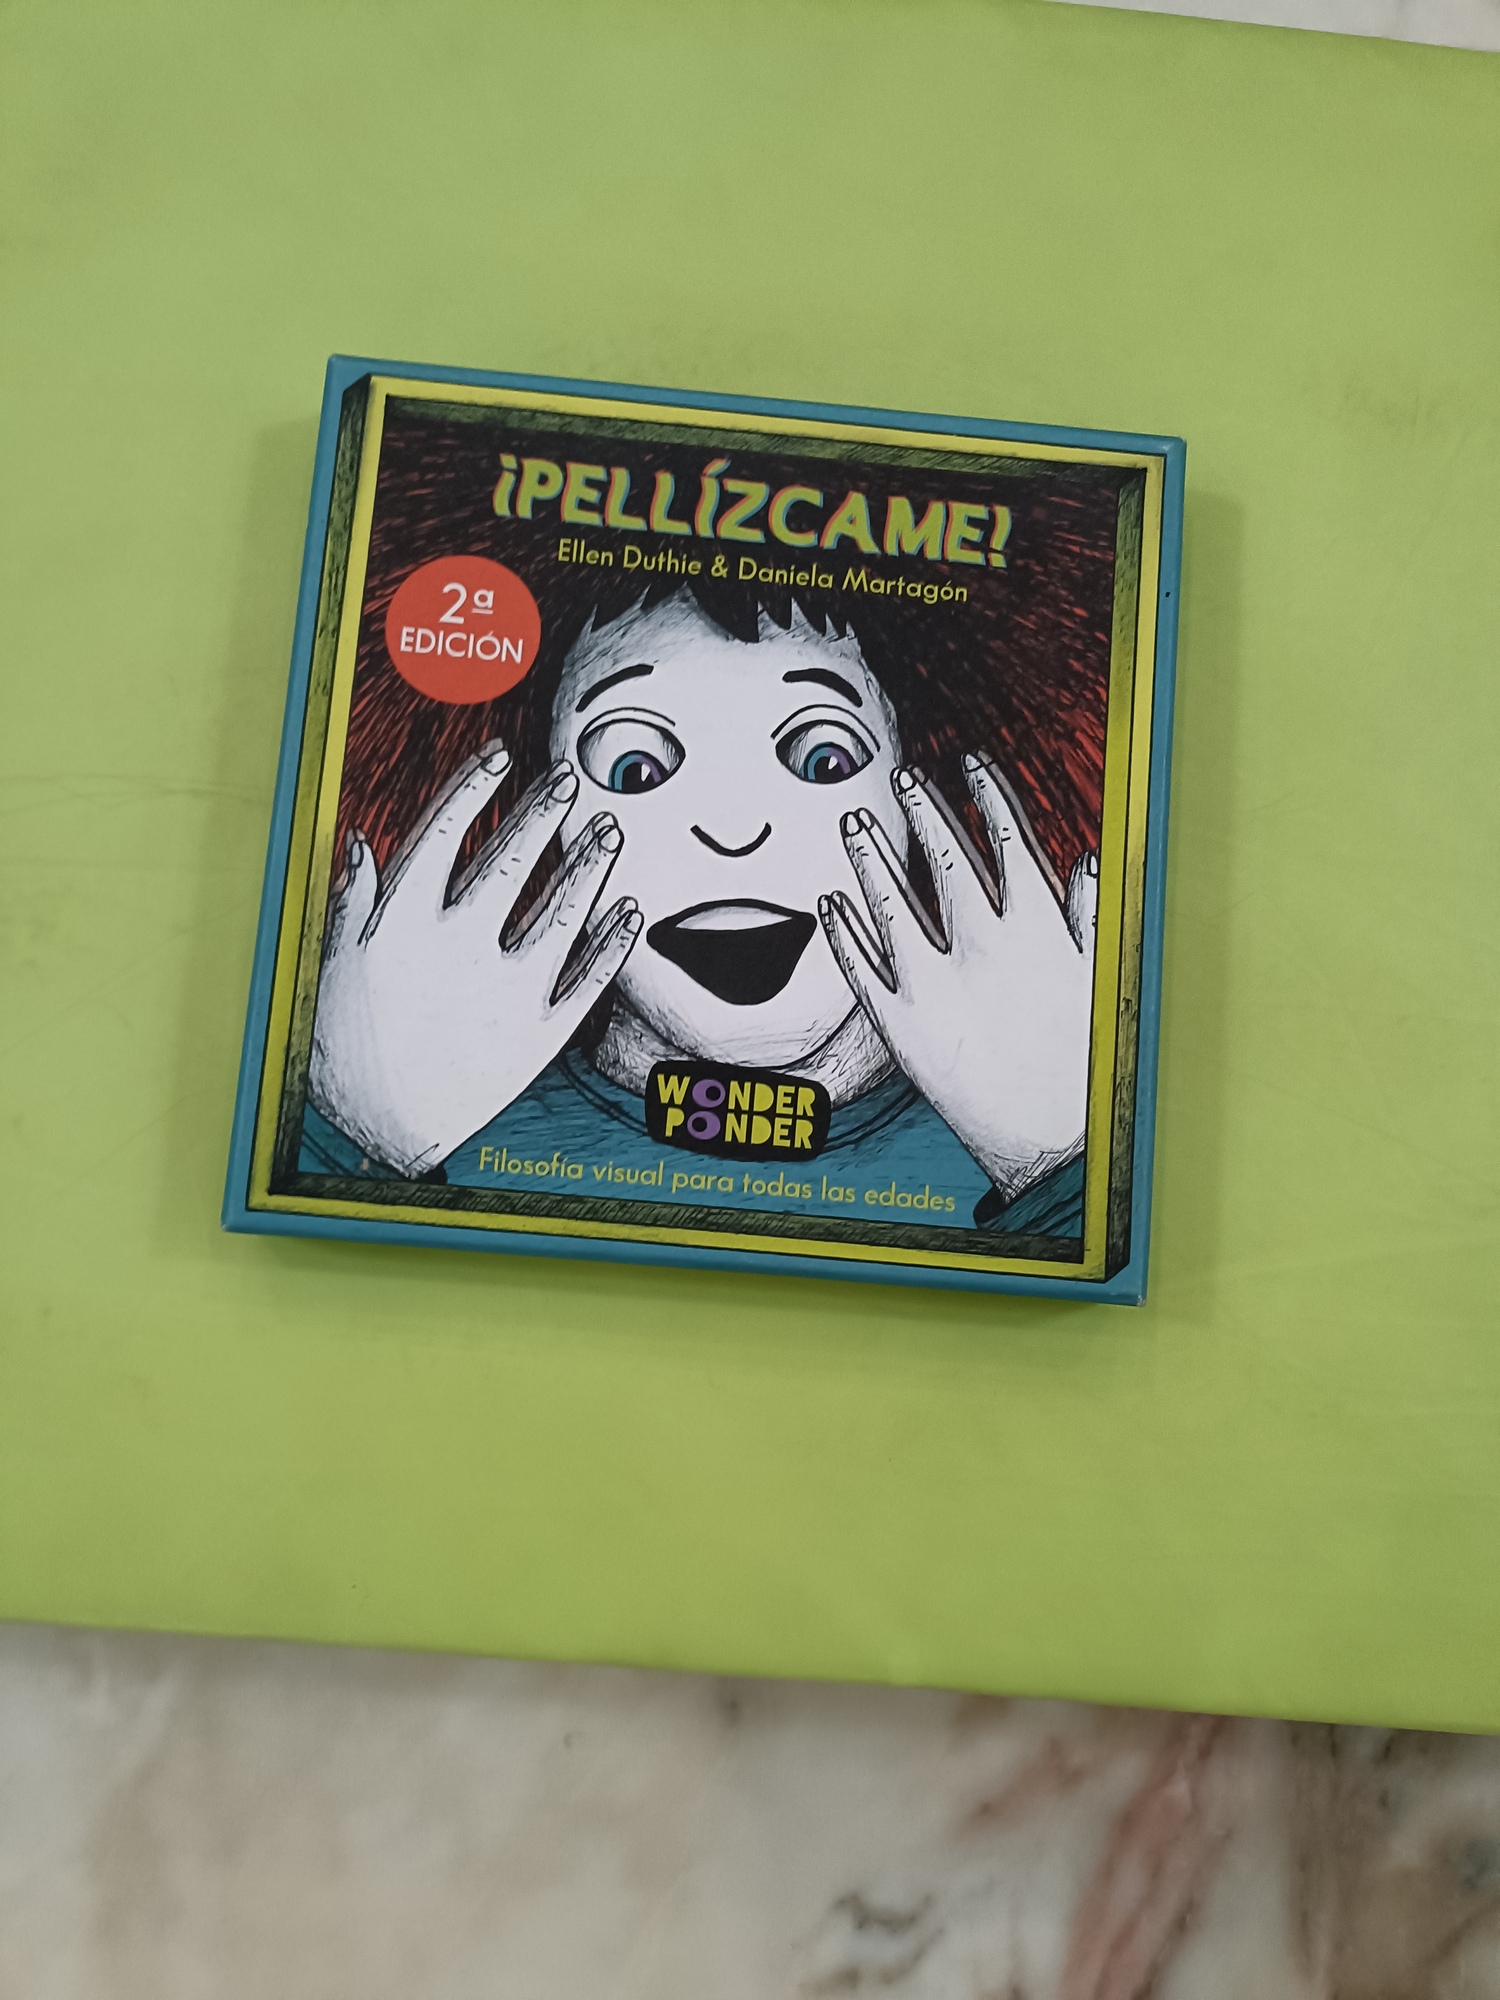 ¡PELLÍZCAME!
Ellen Duthie & Daniela Martagón
2ª
EDICIÓN
WONDER
PONDER
Filosofía visual para todas las edades